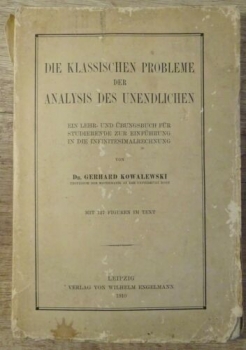 DIE KLASSISCHEN PROBLEME
DER
ANALYSIS DES UNENDLICHEN
EIN LEHR- UND ÜBUNGSBUCH FÜR
STUDIERENDE ZUR EINFÜHRUNG
IN DIE INFINITESIMALRECHNUNG
VON
DR. GERHARD KOWALEWSKI
MIT 121 FIGUREN IM TEXT
LEIPZIG
VERLAG VON WILHELM ENGELMANN
1910